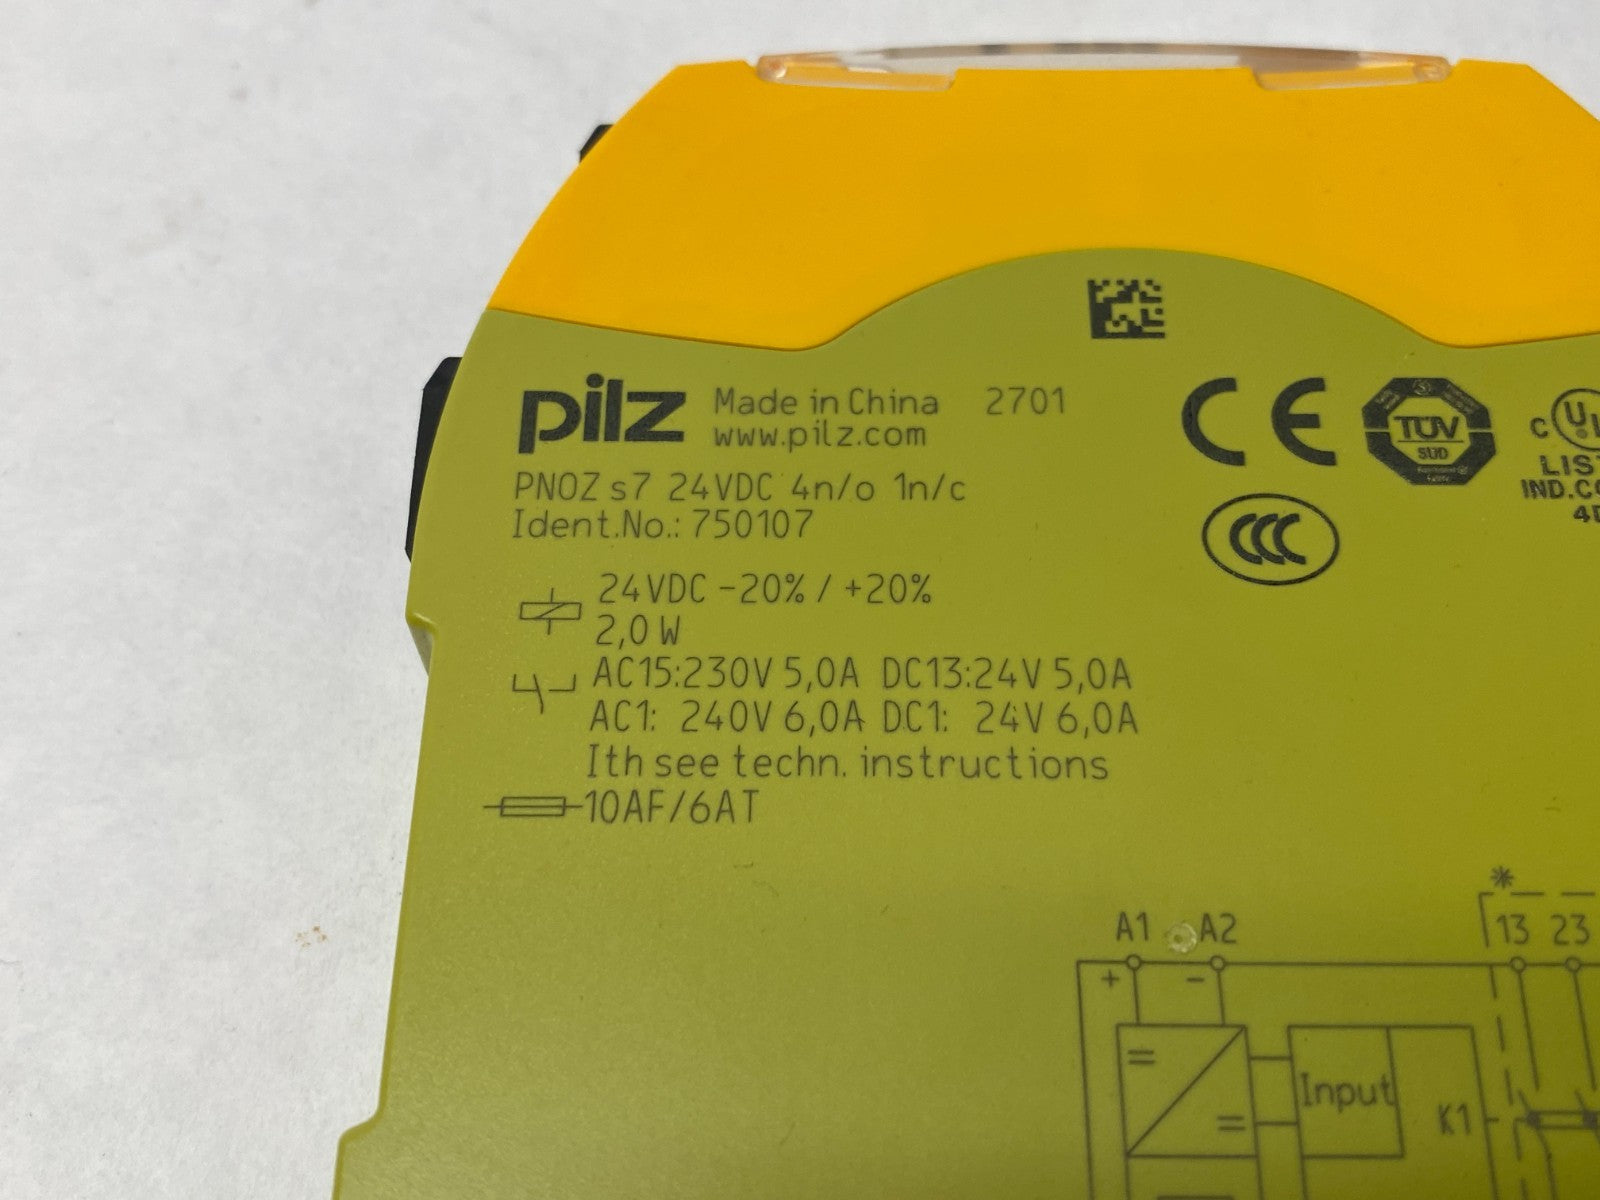 pilz Made in China 2701
www.pilz.com
PNOZ s7 24VDC 4n/o 1n/c
Ident.No.: 750107
24VDC -20% / +20%
2,0 W
AC15:230V 5,0A DC13:24V 5,0A
AC1: 240V 6,0A DC1: 24V 6,0A
Ith see techn. instructions
10AF/6AT
CE
TÜV
SÜD
CCC
C UL
LIST
IND.CO
4D
* 
A1 A2 13 23
+ -
Input
K1